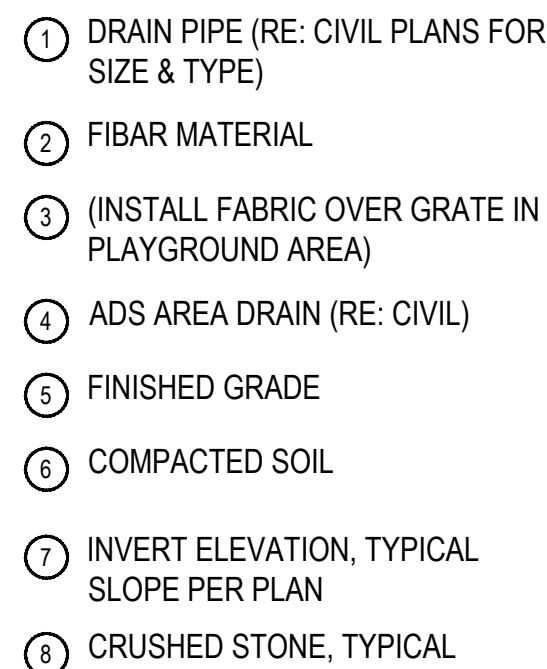 1 DRAIN PIPE (RE: CIVIL PLANS FOR
SIZE & TYPE)
2 FIBAR MATERIAL
3 (INSTALL FABRIC OVER GRATE IN
PLAYGROUND AREA)
4 ADS AREA DRAIN (RE: CIVIL)
5 FINISHED GRADE
6 COMPACTED SOIL
7 INVERT ELEVATION, TYPICAL
SLOPE PER PLAN
8 CRUSHED STONE, TYPICAL